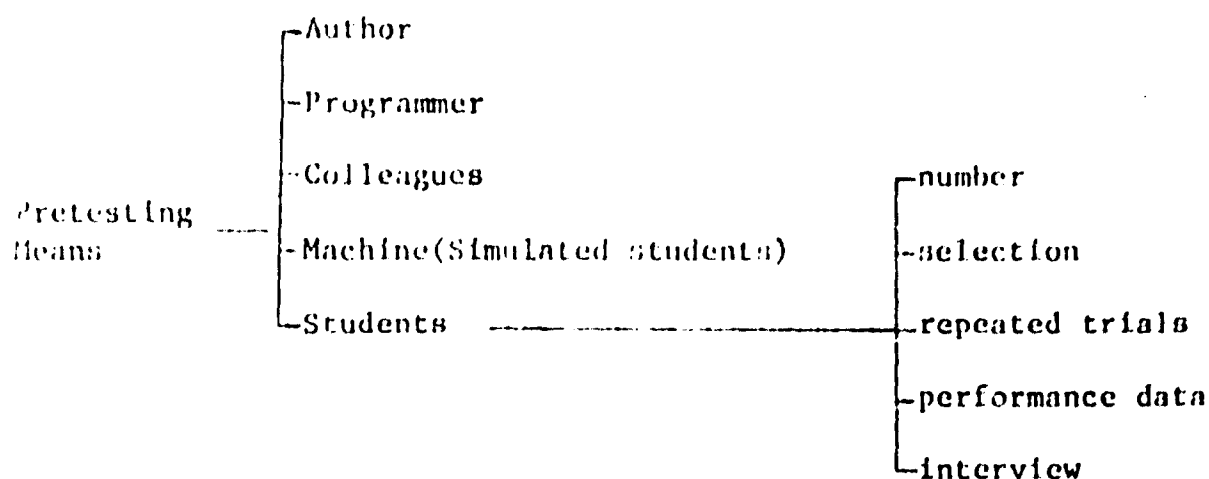 Author
Programmer
Colleagues
Pretesting
Means
Machine(Simulated students)
Students
number
selection
repeated trials
performance data
interview